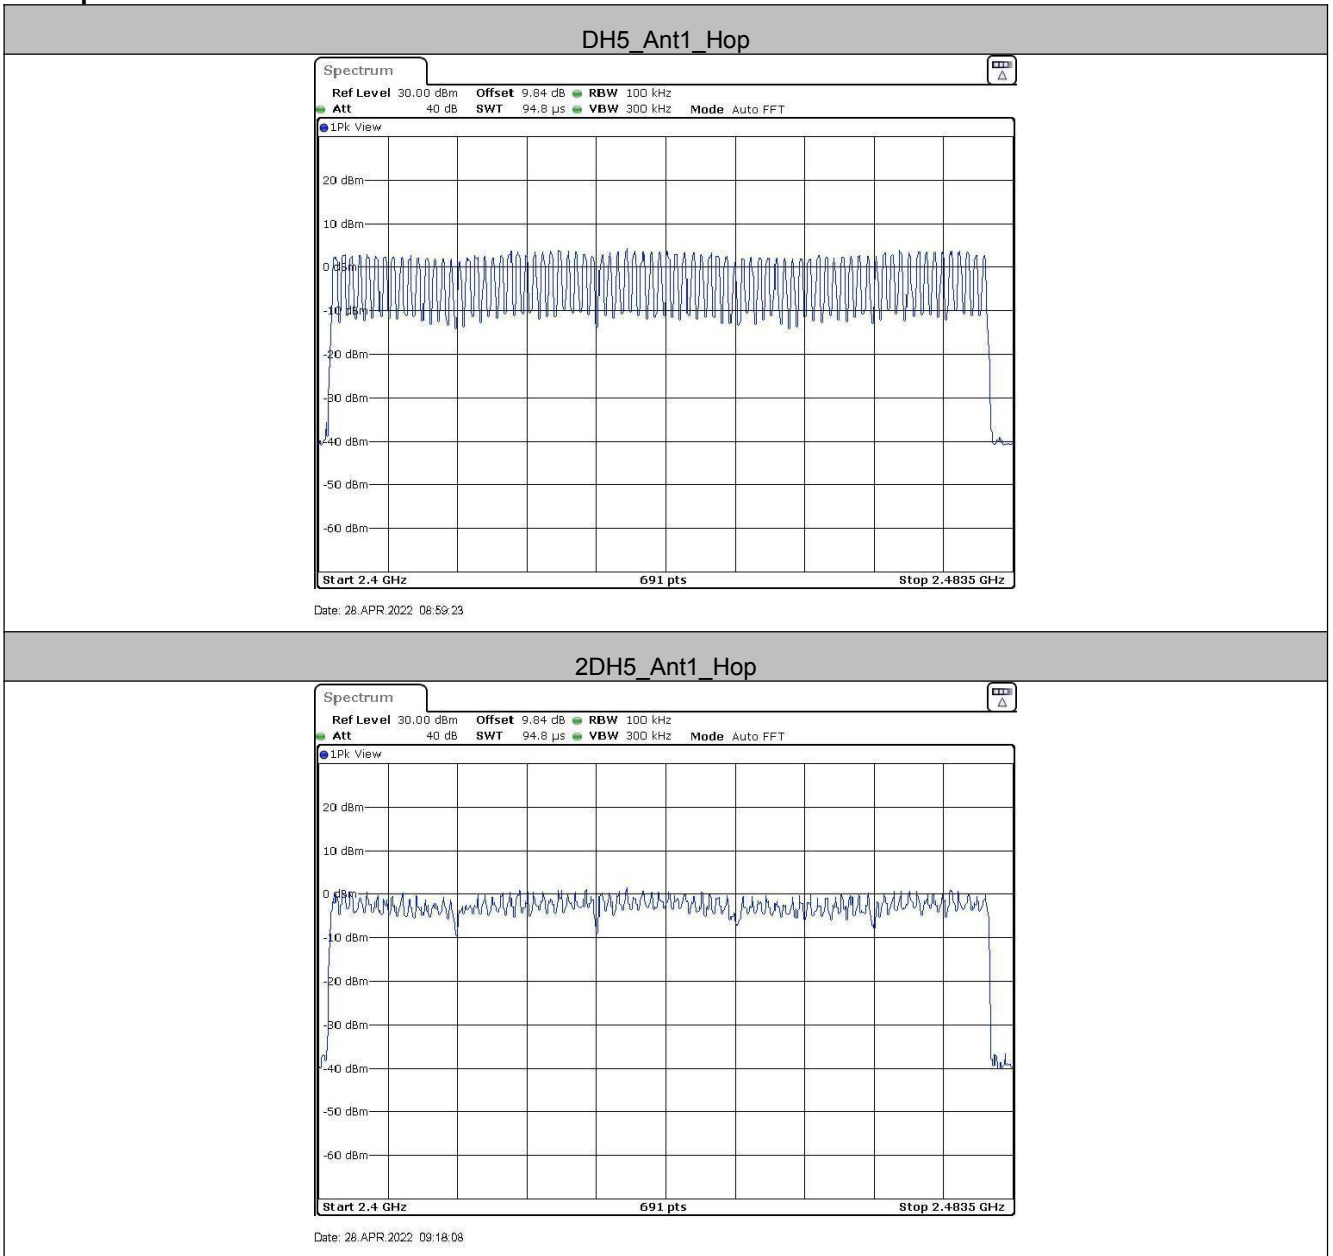 DH5_Ant1_Hop
Spectrum
Ref Level 30.00 dBm Offset 9.84 dB RBW 100 kHz
Att 40 dB SWT 94.8 µs VBW 300 kHz Mode Auto FFT
1Pk View
20 dBm
10 dBm
0 dBm
-10 dBm
-20 dBm
-30 dBm
-40 dBm
-50 dBm
-60 dBm
Start 2.4 GHz 691 pts Stop 2.4835 GHz
Date: 28.APR.2022 08:59:23
2DH5_Ant1_Hop
Spectrum
Ref Level 30.00 dBm Offset 9.84 dB RBW 100 kHz
Att 40 dB SWT 94.8 µs VBW 300 kHz Mode Auto FFT
1Pk View
20 dBm
10 dBm
0 dBm
-10 dBm
-20 dBm
-30 dBm
-40 dBm
-50 dBm
-60 dBm
Start 2.4 GHz 691 pts Stop 2.4835 GHz
Date: 28.APR.2022 09:18:08